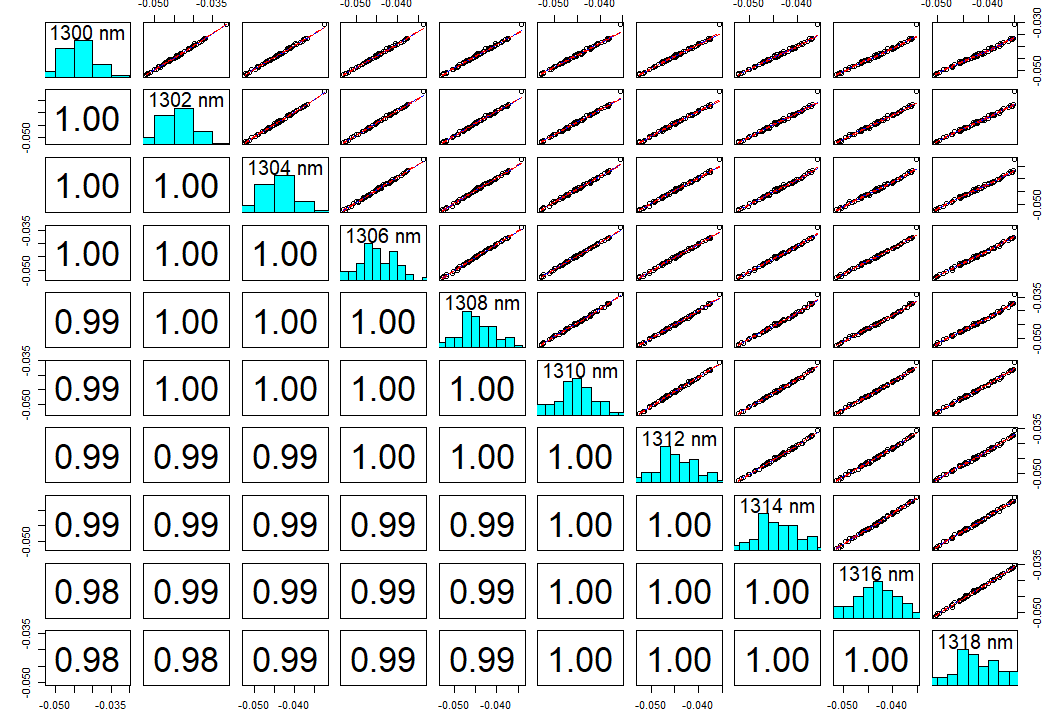 -0.050 -0.035 -0.050 -0.040 -0.050 -0.040 -0.050 -0.040 -0.050 -0.040
1300 nm -0.050 -0.030
-0.050 1.00 1302 nm
1.00 1.00 1304 nm -0.050
-0.050 -0.035 1.00 1.00 1.00 1306 nm
0.99 1.00 1.00 1.00 1308 nm -0.050 -0.035
-0.050 -0.035 0.99 1.00 1.00 1.00 1.00 1310 nm
0.99 0.99 0.99 1.00 1.00 1.00 1312 nm -0.050 -0.035
-0.050 0.99 0.99 0.99 0.99 0.99 1.00 1.00 1314 nm
0.98 0.99 0.99 0.99 0.99 1.00 1.00 1.00 1316 nm -0.050 -0.035
-0.050 -0.035 0.98 0.98 0.99 0.99 0.99 1.00 1.00 1.00 1.00 1318 nm
-0.050 -0.035 -0.050 -0.040 -0.050 -0.040 -0.050 -0.040 -0.050 -0.040